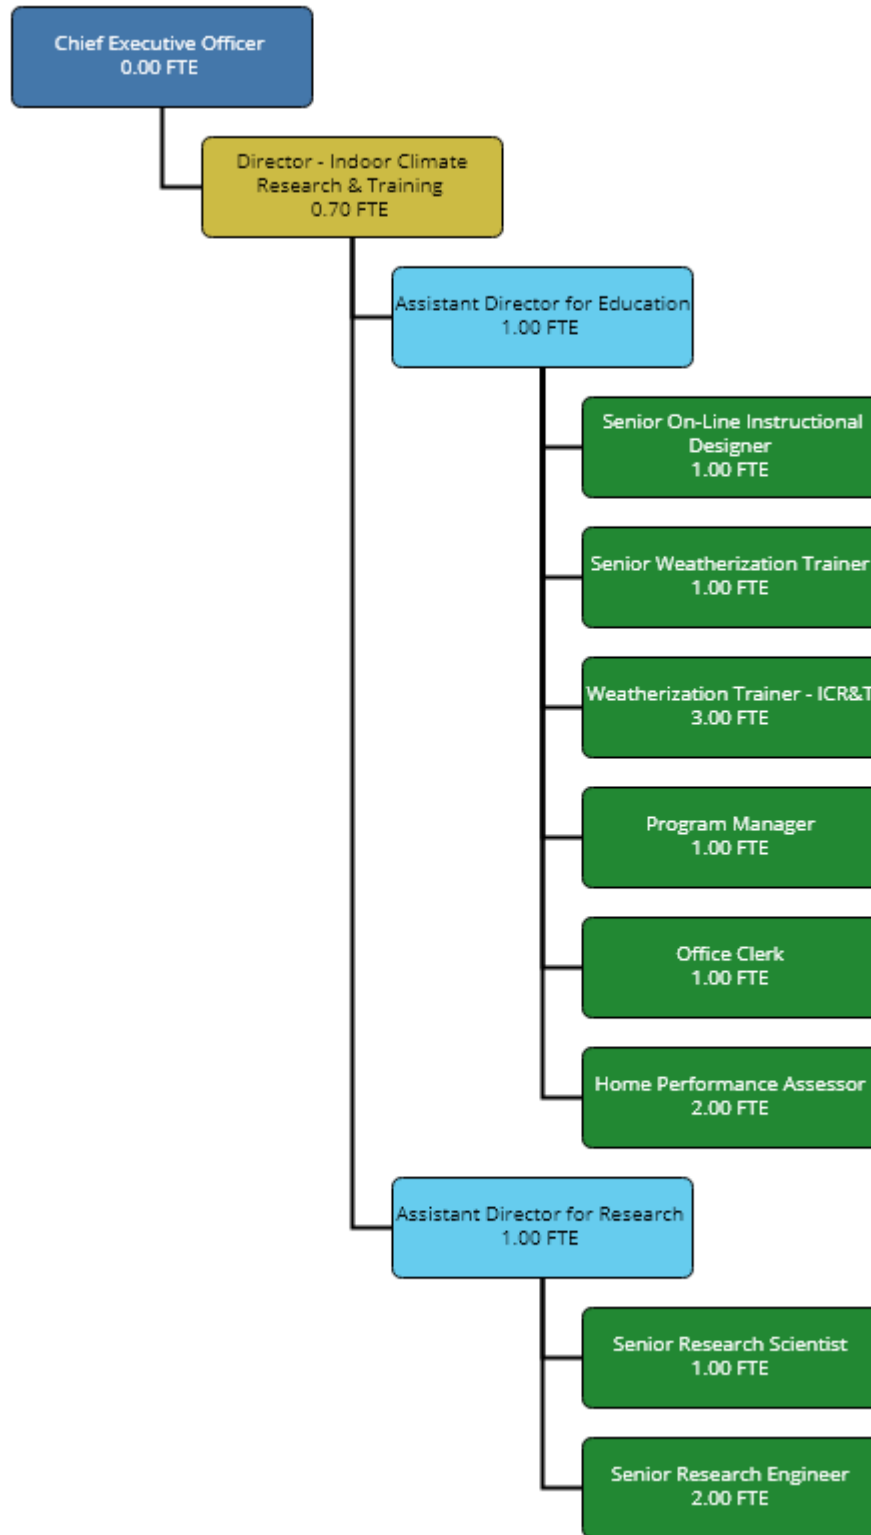 Chief Executive Officer
0.00 FTE
Director - Indoor Climate
Research & Training
0.70 FTE
Assistant Director for Education
1.00 FTE
Senior On-Line Instructional
Designer
1.00 FTE
Senior Weatherization Trainer
1.00 FTE
Weatherization Trainer - ICR&T
3.00 FTE
Program Manager
1.00 FTE
Office Clerk
1.00 FTE
Home Performance Assessor
2.00 FTE
Assistant Director for Research
1.00 FTE
Senior Research Scientist
1.00 FTE
Senior Research Engineer
2.00 FTE